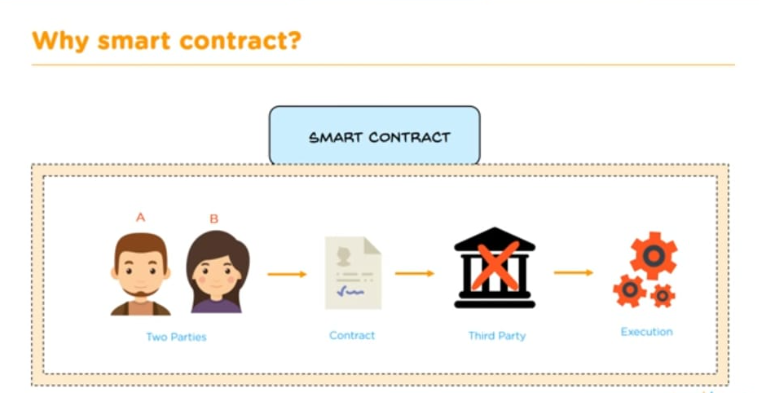 Why smart contract?
SMART CONTRACT
A B
Two Parties
Contract
Third Party
Execution